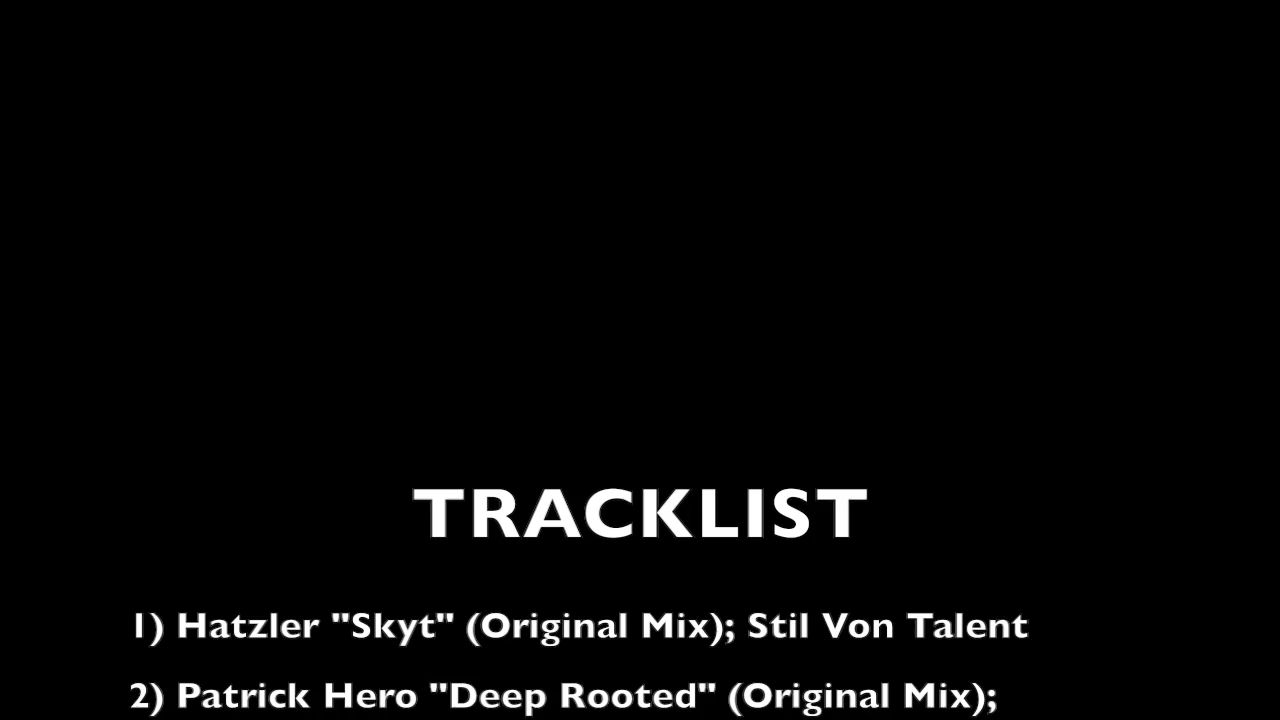 TRACKLIST
1) Hatzler "Skyt" (Original Mix); Stil Von Talent
2) Patrick Hero "Deep Rooted" (Original Mix);